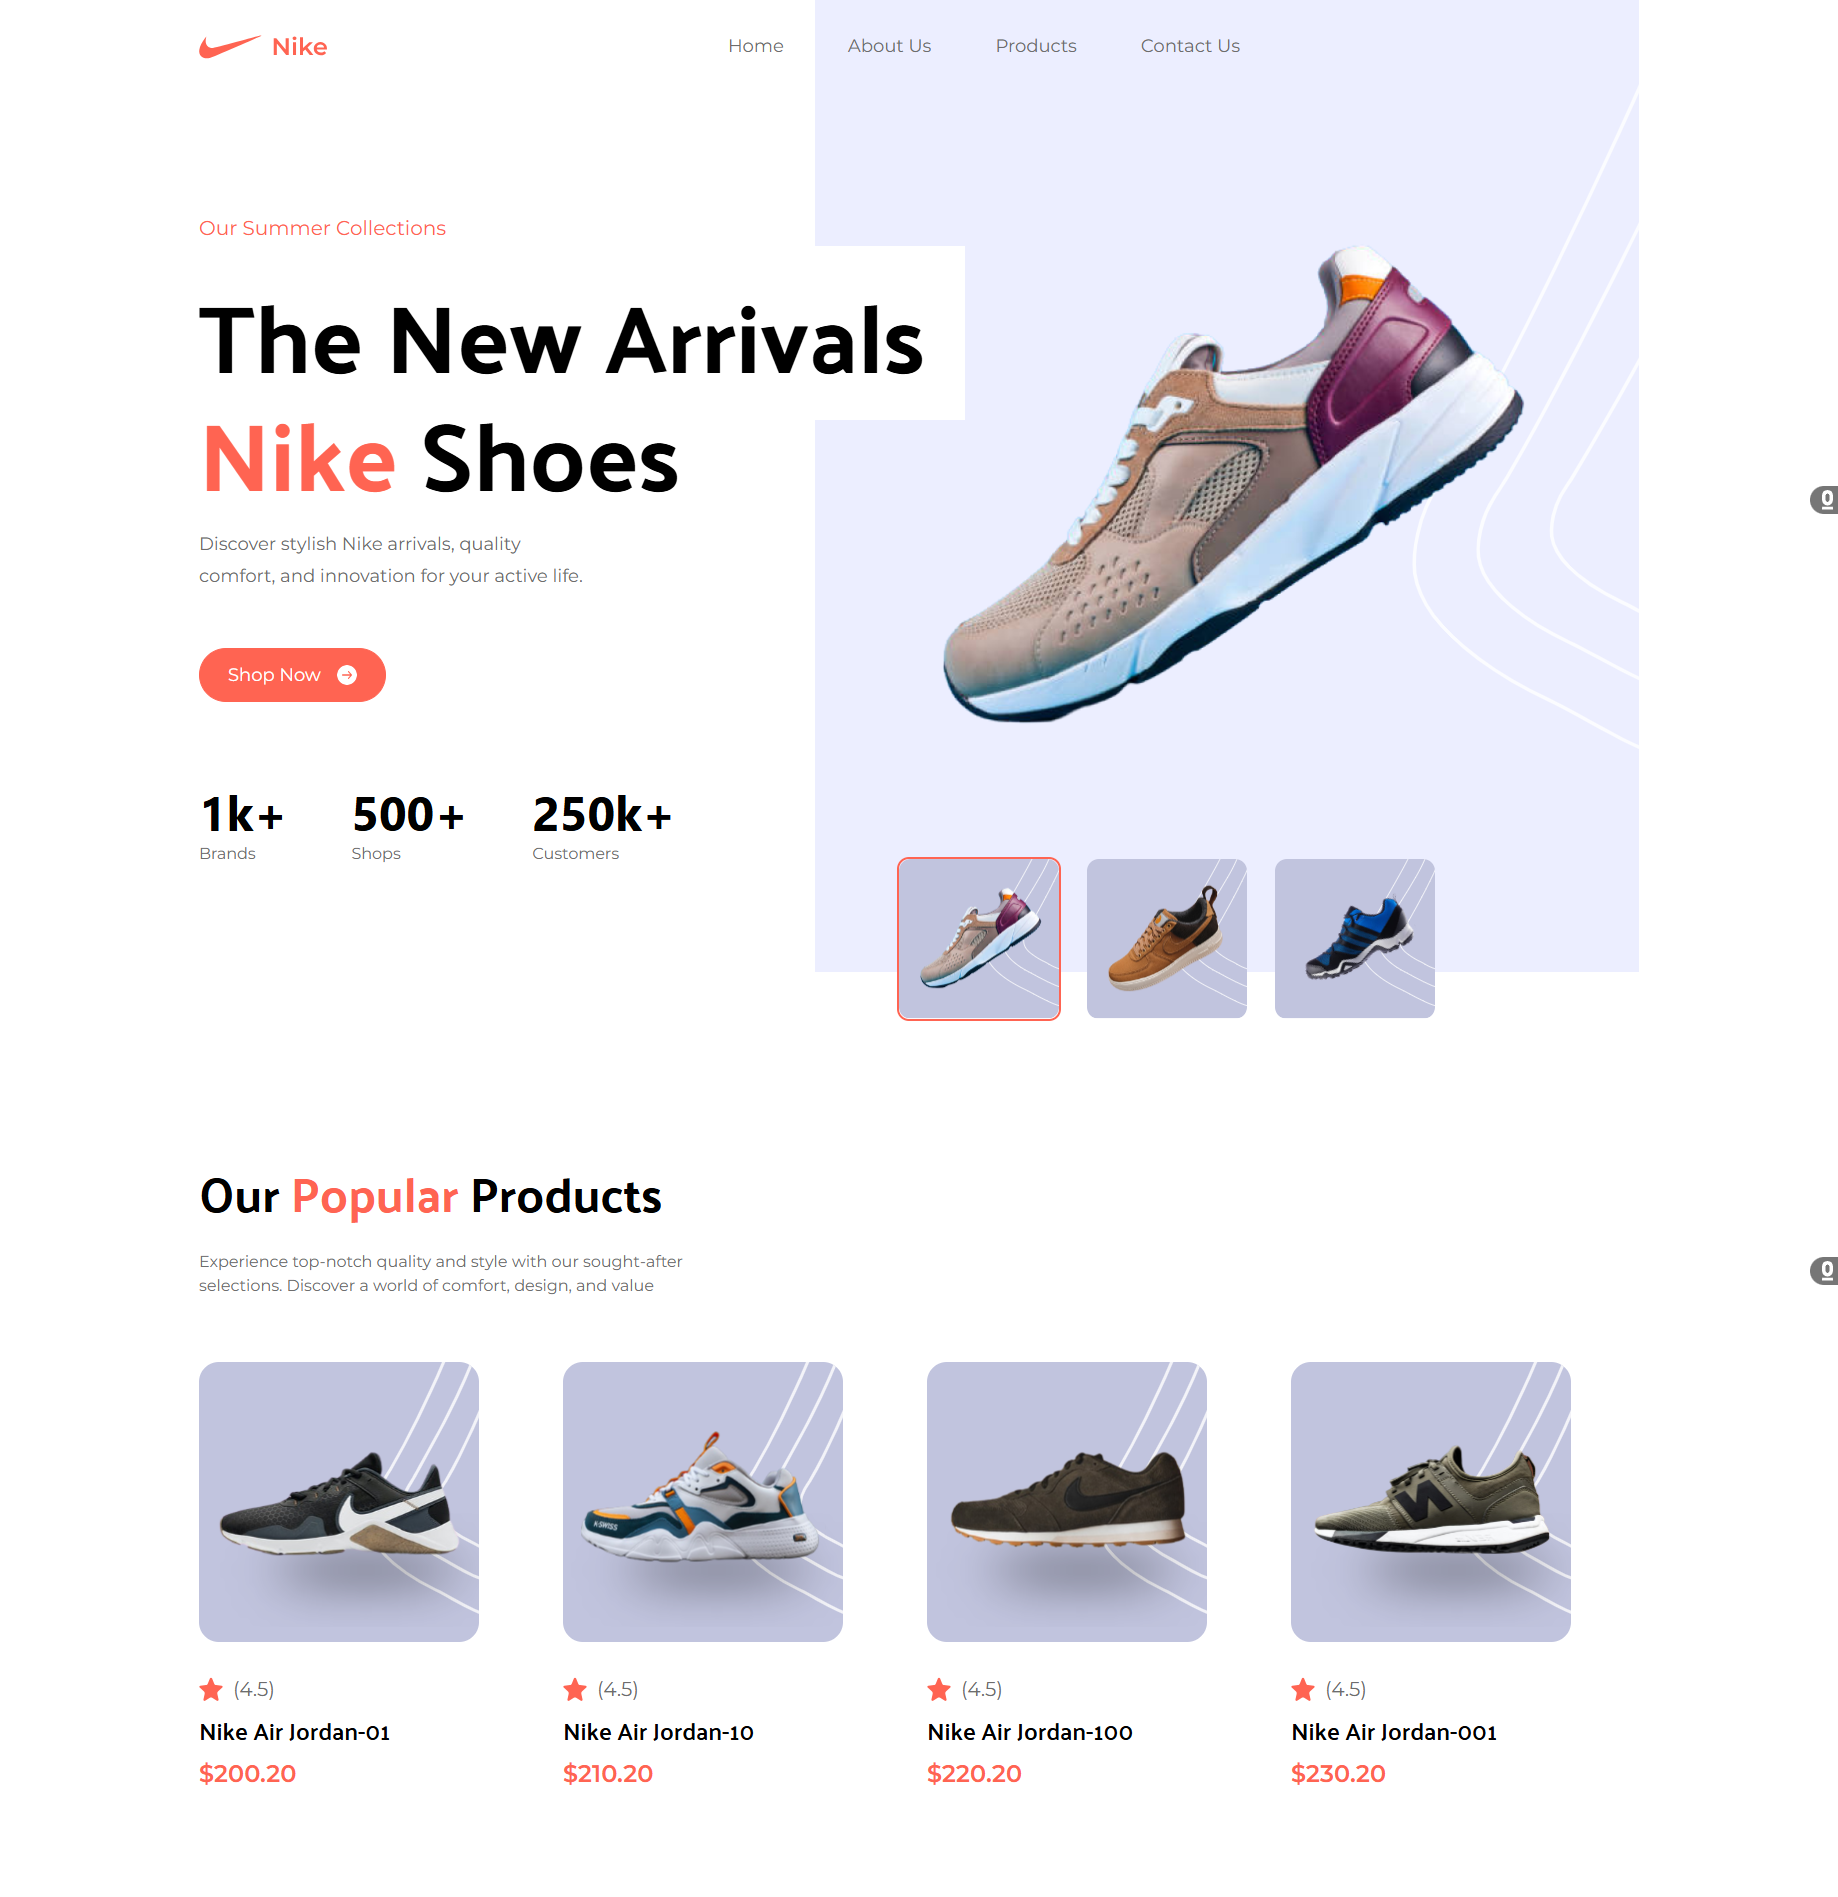 Nike
Home
About Us
Products
Contact Us
Our Summer Collections
The New Arrivals
Nike Shoes
Discover stylish Nike arrivals, quality
comfort, and innovation for your active life.
Shop Now
1k+
Brands
500+
Shops
250k+
Customers
Our Popular Products
Experience top-notch quality and style with our sought-after
selections. Discover a world of comfort, design, and value
K-SWISS
N
(4.5)
Nike Air Jordan-01
$200.20
(4.5)
Nike Air Jordan-10
$210.20
(4.5)
Nike Air Jordan-100
$220.20
(4.5)
Nike Air Jordan-001
$230.20
0
0